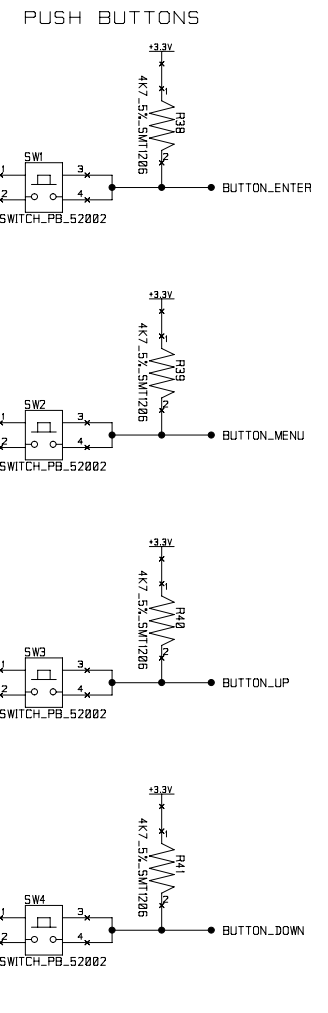 PUSH BUTTONS
+3.3V
1
4K7_5%_SMT1206
R38
2
SW1
1
3
2
4
BUTTON_ENTER
SWITCH_PB_52002
+3.3V
1
4K7_5%_SMT1206
R39
2
SW2
1
3
2
4
BUTTON_MENU
SWITCH_PB_52002
+3.3V
1
4K7_5%_SMT1206
R40
2
SW3
1
3
2
4
BUTTON_UP
SWITCH_PB_52002
+3.3V
1
4K7_5%_SMT1206
R41
2
SW4
1
3
2
4
BUTTON_DOWN
SWITCH_PB_52002